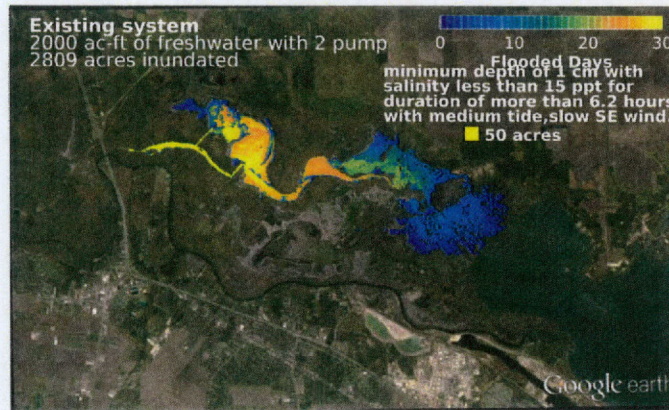 Existing system
2000 ac-ft of freshwater with 2 pump
2809 acres inundated
0 10 20 30
Flooded Days
minimum depth of 1 cm with
salinity less than 15 ppt for
duration of more than 6.2 hours
with medium tide,slow SE wind
50 acres
Google earth